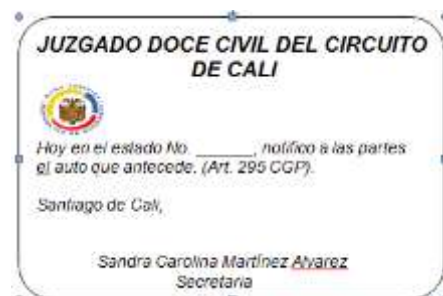 JUZGADO DOCE CIVIL DEL CIRCUITO
DE CALI
Hoy en el estado No. ______, notifico a las partes
el auto que antecede. (Art. 295 CGP).
Santiago de Cali,
Sandra Carolina Martínez Alvarez
Secretaria